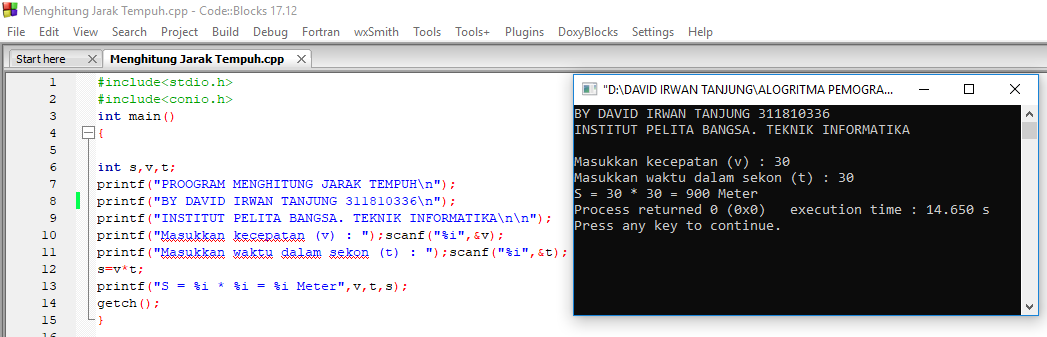 Menghitung Jarak Tempuh.cpp - Code::Blocks 17.12
File Edit View Search Project Build Debug Fortran wxSmith Tools Tools+ Plugins DoxyBlocks Settings Help
Start here Menghitung Jarak Tempuh.cpp
1 #include<stdio.h>
2 #include<conio.h>
3 int main()
4 {
5
6 int s,v,t;
7 printf("PROOGRAM MENGHITUNG JARAK TEMPUH\n");
8 printf("BY DAVID IRWAN TANJUNG 311810336\n");
9 printf("INSTITUT PELITA BANGSA. TEKNIK INFORMATIKA\n\n");
10 printf("Masukkan kecepatan (v) : ");scanf("%i",&v);
11 printf("Masukkan waktu dalam sekon (t) : ");scanf("%i",&t);
12 s=v*t;
13 printf("S = %i * %i = %i Meter",v,t,s);
14 getch();
15 }
16
"D:\DAVID IRWAN TANJUNG\ALOGRITMA PEMOGRA...
BY DAVID IRWAN TANJUNG 311810336
INSTITUT PELITA BANGSA. TEKNIK INFORMATIKA
Masukkan kecepatan (v) : 30
Masukkan waktu dalam sekon (t) : 30
S = 30 * 30 = 900 Meter
Process returned 0 (0x0)   execution time : 14.650 s
Press any key to continue.